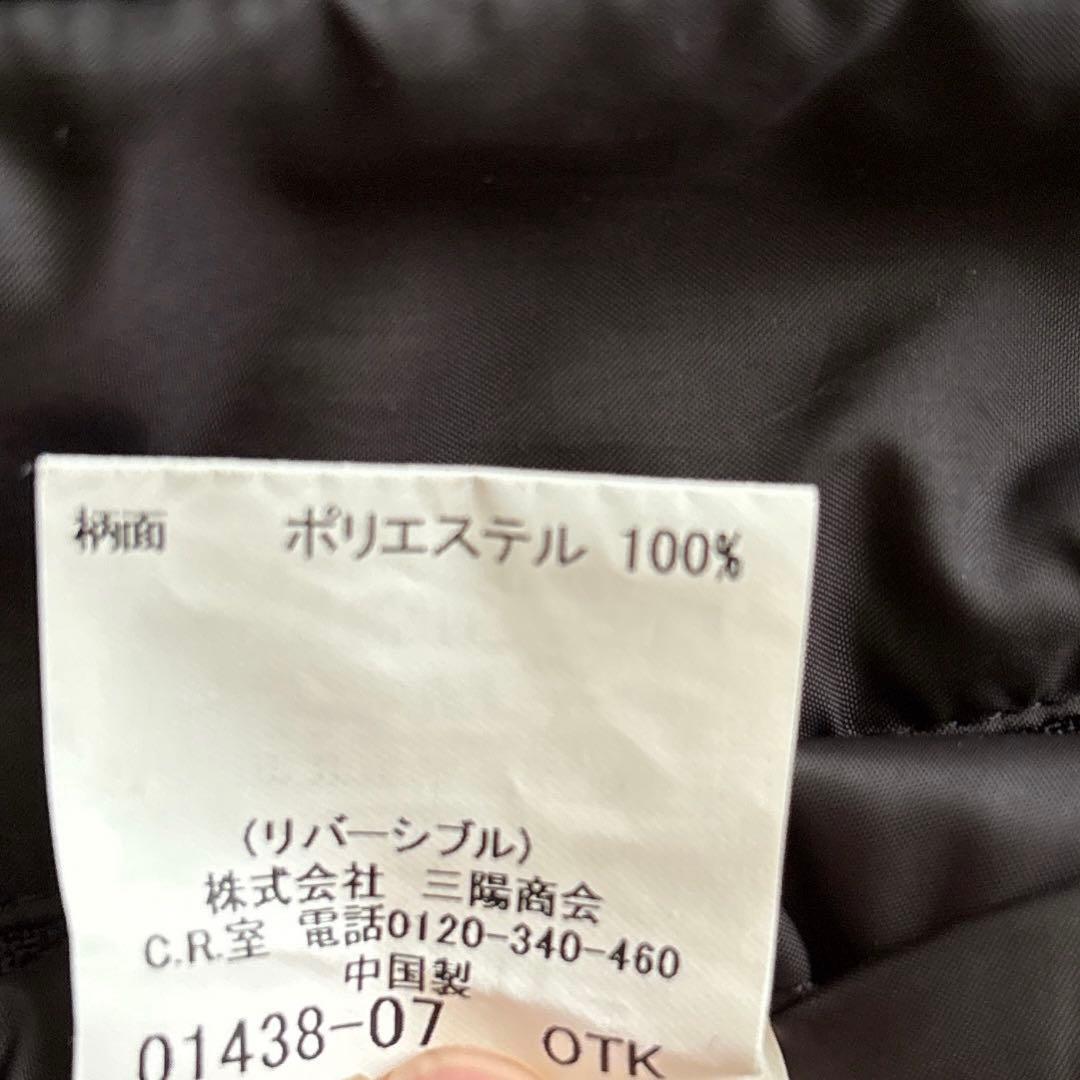 柄面 ポリエステル 100%
(リバーシブル)
株式会社 三陽商会
C.R.室 電話0120-340-460
中国製
01438-07 OTK